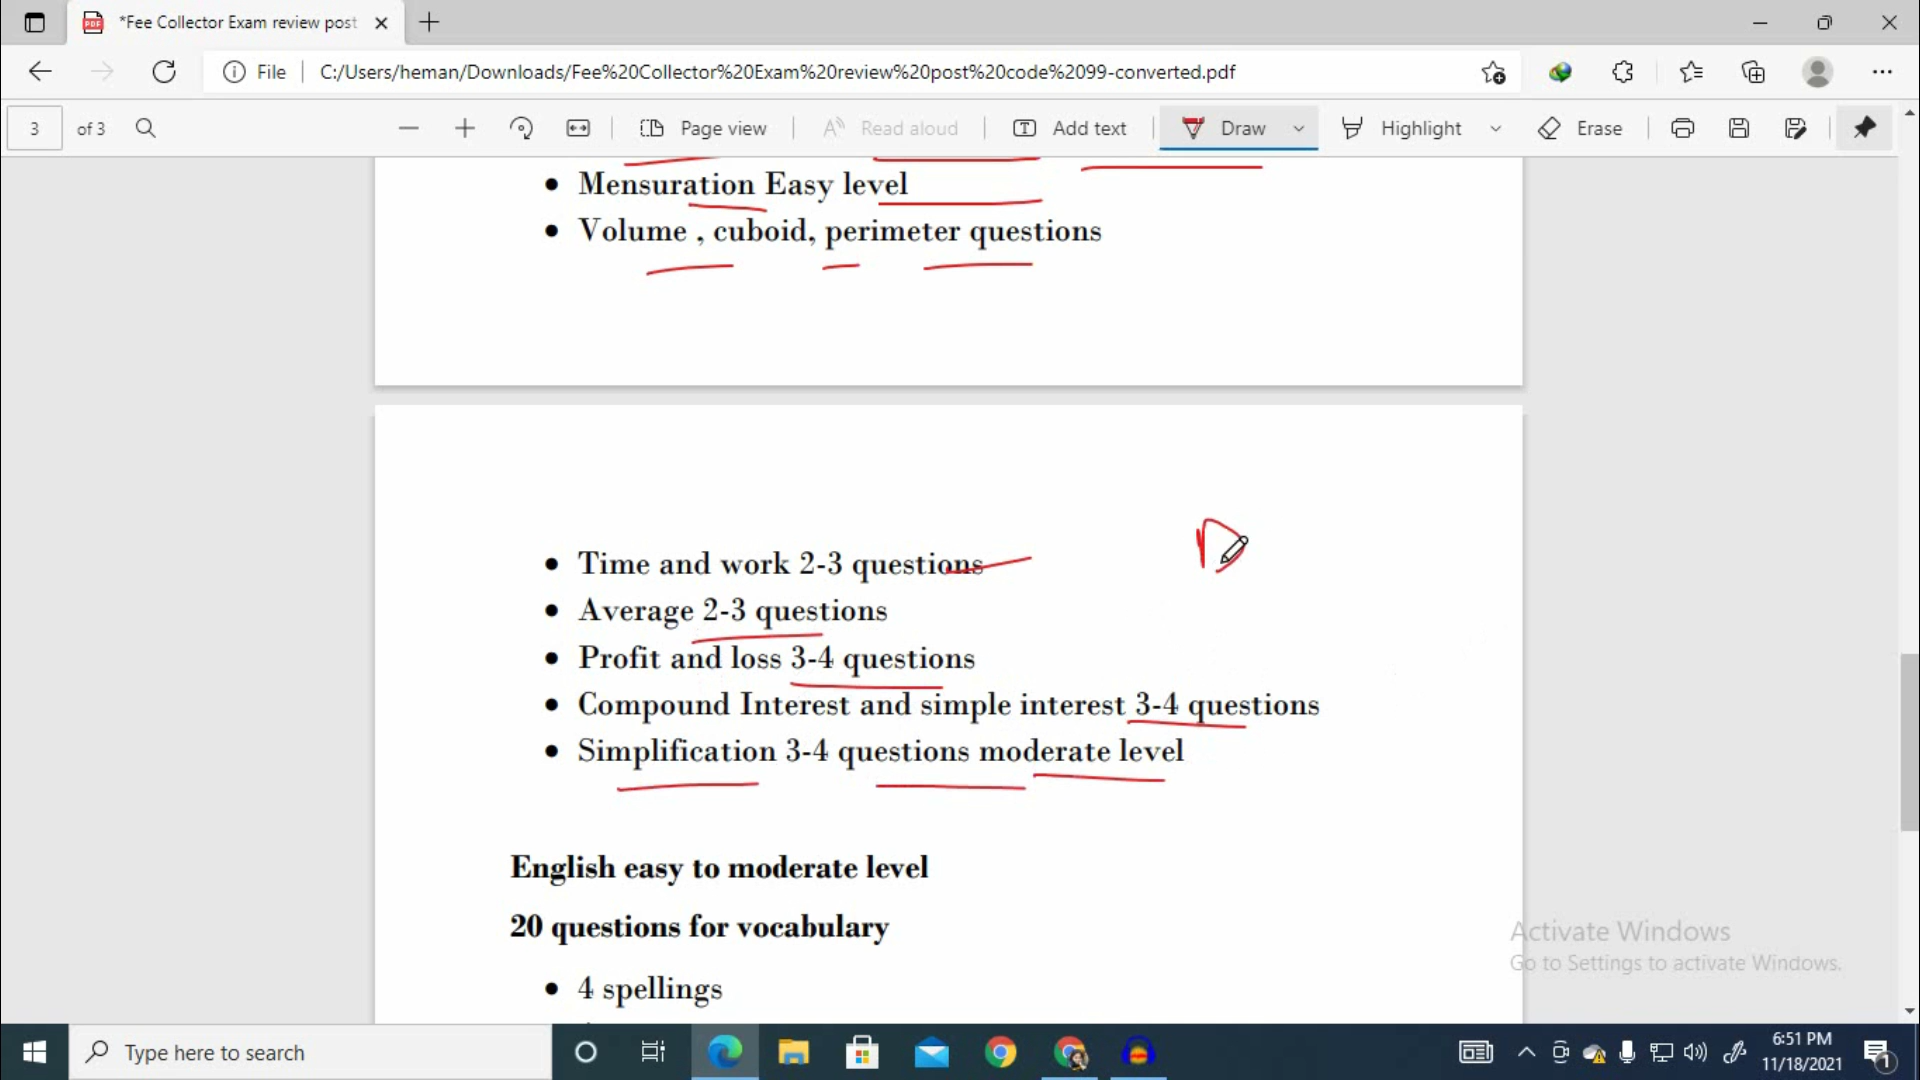 *Fee Collector Exam review post
File
C:/Users/heman/Downloads/Fee%20Collector%20Exam%20review%20post%20code%2099-converted.pdf
3 of 3
Page view
Read aloud
Add text
Draw
Highlight
Erase
• Mensuration Easy level
• Volume , cuboid, perimeter questions
D
• Time and work 2-3 questions
• Average 2-3 questions
• Profit and loss 3-4 questions
• Compound Interest and simple interest 3-4 questions
• Simplification 3-4 questions moderate level
English easy to moderate level
20 questions for vocabulary
• 4 spellings
Activate Windows
Go to Settings to activate Windows.
Type here to search
6:51 PM
11/18/2021
1